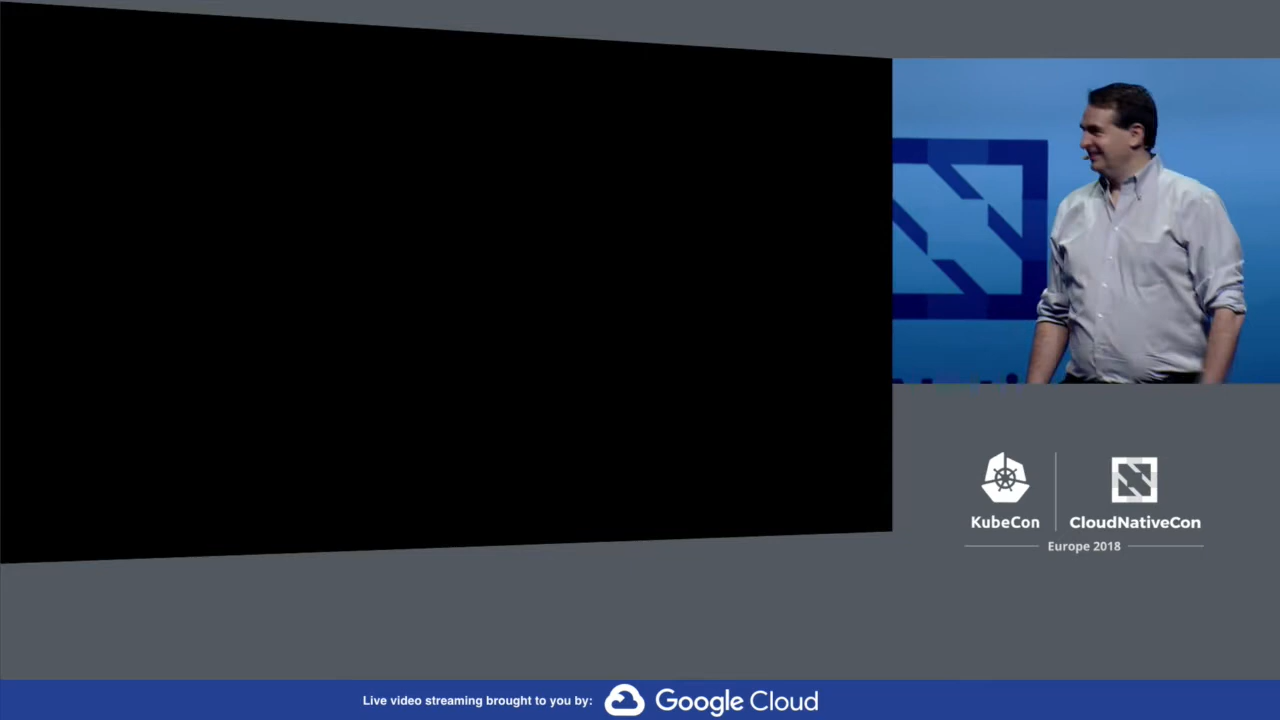 KubeCon
CloudNativeCon
Europe 2018
Live video streaming brought to you by:
Google Cloud